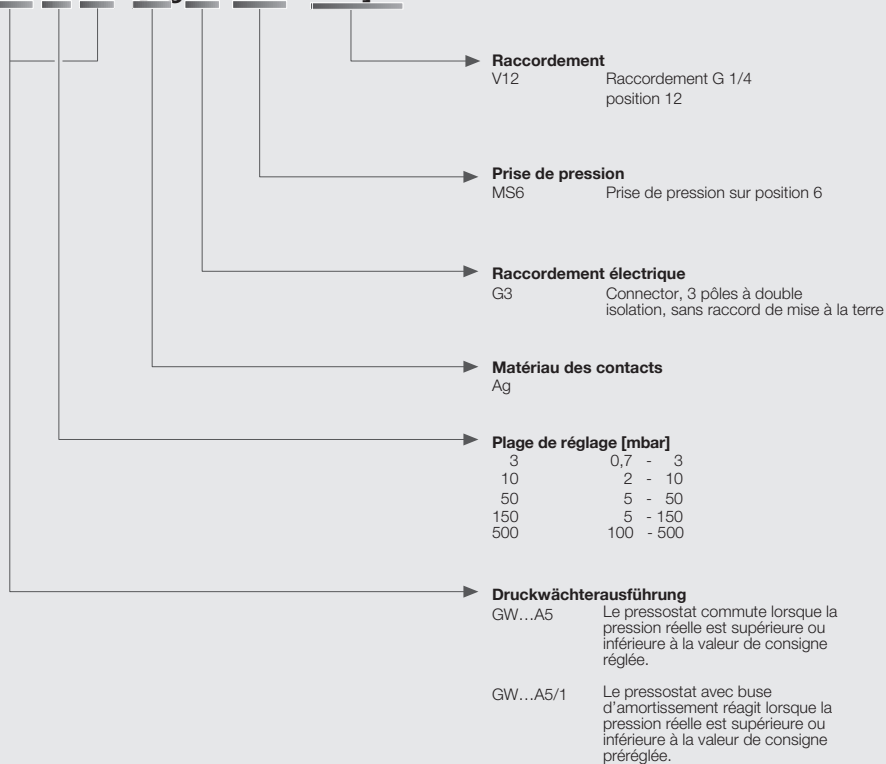 Raccordement
V12 Raccordement G 1/4
position 12
Prise de pression
MS6 Prise de pression sur position 6
Raccordement électrique
G3 Connector, 3 pôles à double
isolation, sans raccord de mise à la terre
Matériau des contacts
Ag
Plage de réglage [mbar]
3 0,7 - 3
10 2 - 10
50 5 - 50
150 5 - 150
500 100 - 500
Druckwächterausführung
GW…A5 Le pressostat commute lorsque la
pression réelle est supérieure ou
inférieure à la valeur de consigne
réglée.
GW…A5/1 Le pressostat avec buse
d'amortissement réagit lorsque la
pression réelle est supérieure ou
inférieure à la valeur de consigne
préréglée.